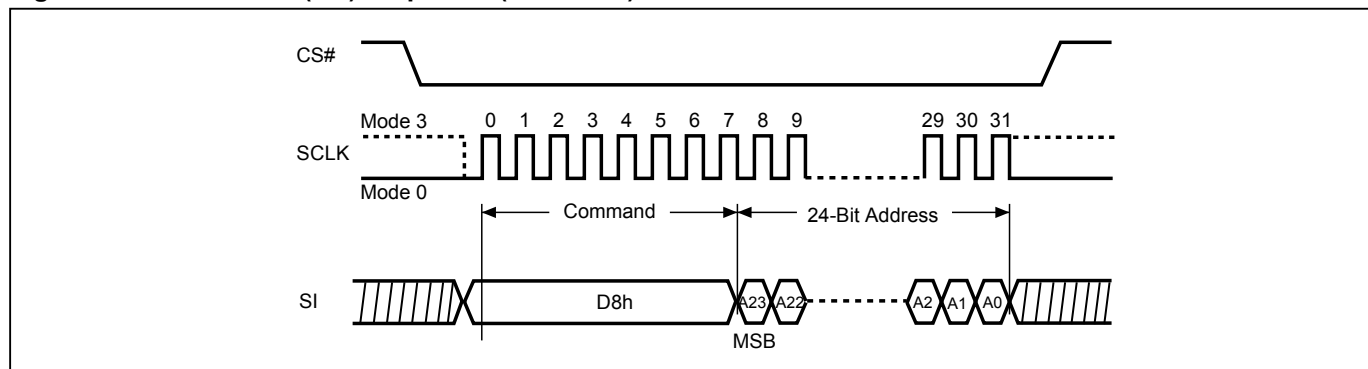 CS#
Mode 3
0 1 2 3 4 5 6 7 8 9 29 30 31
SCLK
Mode 0
Command
24-Bit Address
SI
D8h
A23 A22 A2 A1 A0
MSB